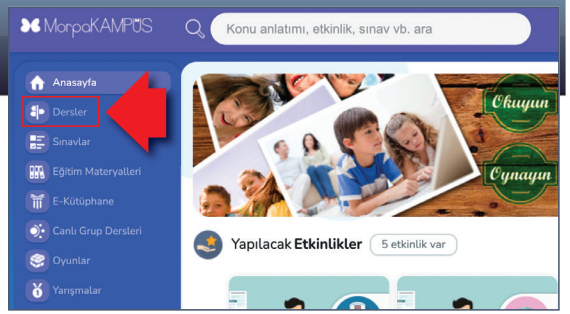 MorpaKAMPÜS
Konu anlatımı, etkinlik, sınav vb. ara
Anasayfa
Dersler
Sınavlar
Eğitim Materyalleri
E-Kütüphane
Canlı Grup Dersleri
Oyunlar
Yarışmalar
Okuyun
Oynayın
Yapılacak Etkinlikler
5 etkinlik var